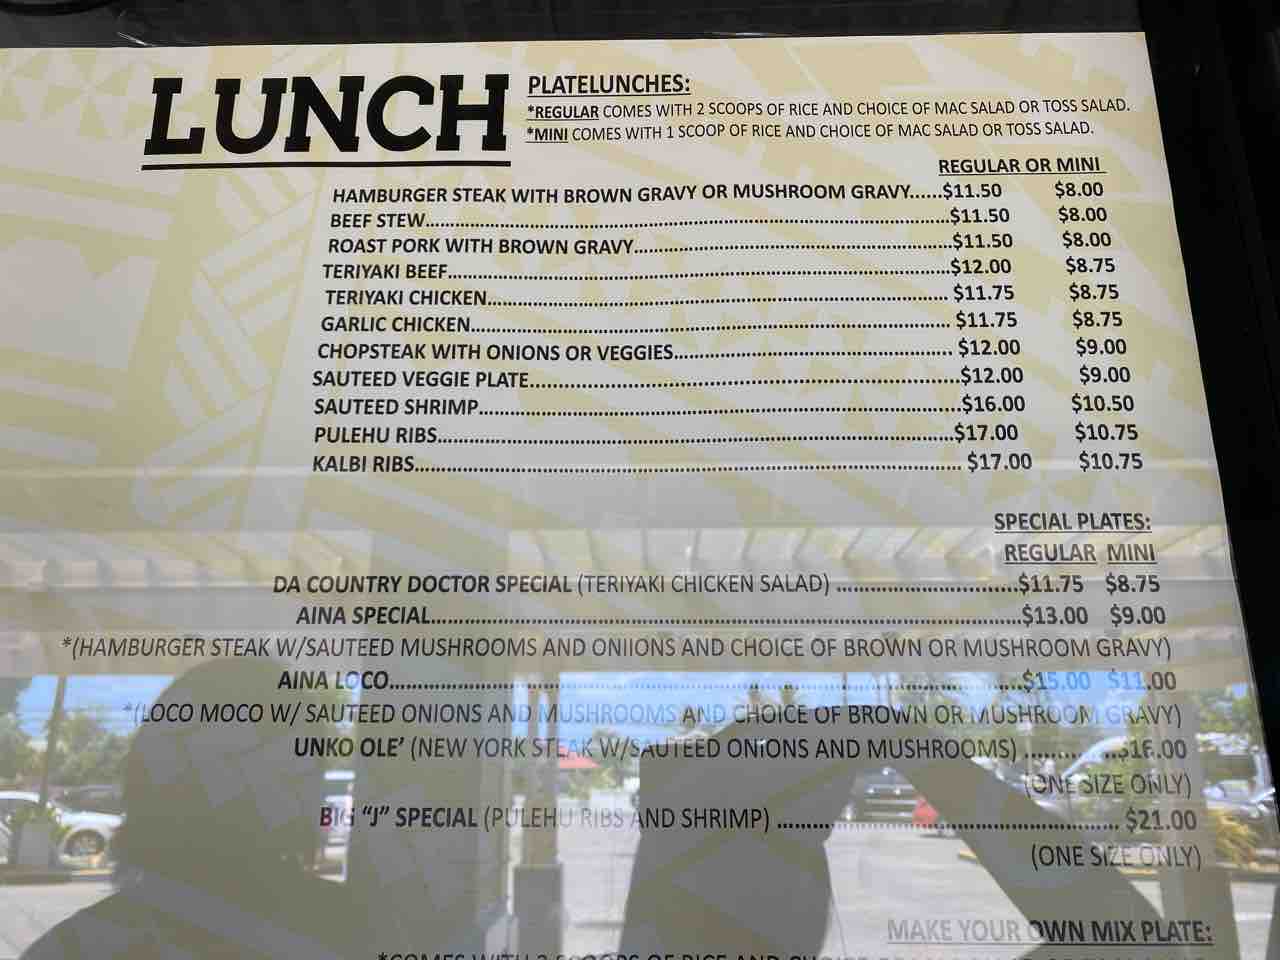 LUNCH
PLATELUNCHES:
*REGULAR COMES WITH 2 SCOOPS OF RICE AND CHOICE OF MAC SALAD OR TOSS SALAD.
*MINI COMES WITH 1 SCOOP OF RICE AND CHOICE OF MAC SALAD OR TOSS SALAD.
REGULAR OR MINI
HAMBURGER STEAK WITH BROWN GRAVY OR MUSHROOM GRAVY......$11.50 $8.00
BEEF STEW..........$11.50 $8.00
ROAST PORK WITH BROWN GRAVY..........$11.50 $8.00
TERIYAKI BEEF..........$12.00 $8.75
TERIYAKI CHICKEN.......... $11.75 $8.75
GARLIC CHICKEN.......... $11.75 $8.75
CHOPSTEAK WITH ONIONS OR VEGGIES.......... $12.00 $9.00
SAUTEED VEGGIE PLATE..........$12.00 $9.00
SAUTEED SHRIMP..........$16.00 $10.50
PULEHU RIBS..........$17.00 $10.75
KALBI RIBS.......... $17.00 $10.75
SPECIAL PLATES:
REGULAR MINI
DA COUNTRY DOCTOR SPECIAL (TERIYAKI CHICKEN SALAD) ..........$11.75 $8.75
AINA SPECIAL..........$13.00 $9.00
*(HAMBURGER STEAK W/SAUTEED MUSHROOMS AND ONIIONS AND CHOICE OF BROWN OR MUSHROOM GRAVY)
AINA LOCO..........$15.00 $11.00
*(LOCO MOCO W/ SAUTEED ONIONS AND MUSHROOMS AND CHOICE OF BROWN OR MUSHROOM GRAVY)
UNKO OLE' (NEW YORK STEAK W/SAUTEED ONIONS AND MUSHROOMS) ..........$16.00
(ONE SIZE ONLY)
BIG "J" SPECIAL (PULEHU RIBS AND SHRIMP) .......... $21.00
(ONE SIZE ONLY)
MAKE YOUR OWN MIX PLATE: